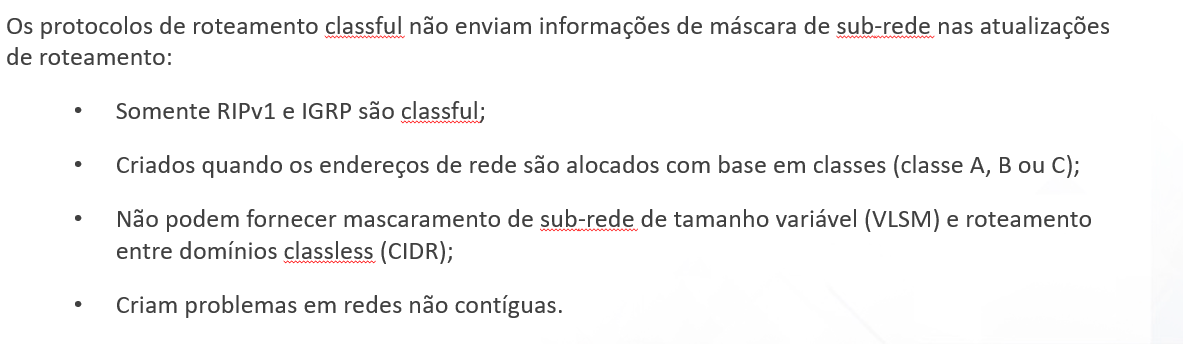 Os protocolos de roteamento classful não enviam informações de máscara de sub-rede nas atualizações
de roteamento:
• Somente RIPv1 e IGRP são classful;
• Criados quando os endereços de rede são alocados com base em classes (classe A, B ou C);
• Não podem fornecer mascaramento de sub-rede de tamanho variável (VLSM) e roteamento
entre domínios classless (CIDR);
• Criam problemas em redes não contíguas.